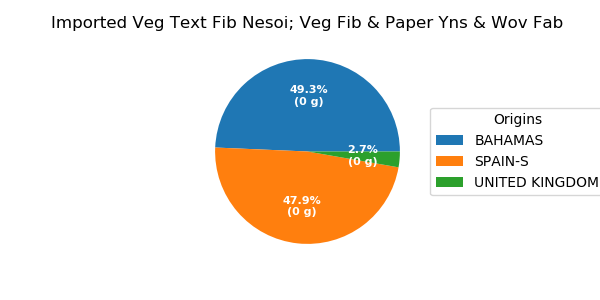 Imported Veg Text Fib Nesoi; Veg Fib & Paper Yns & Wov Fab
49.3%
(0 g)
2.7%
(0 g)
47.9%
(0 g)
Origins
BAHAMAS
SPAIN-S
UNITED KINGDOM